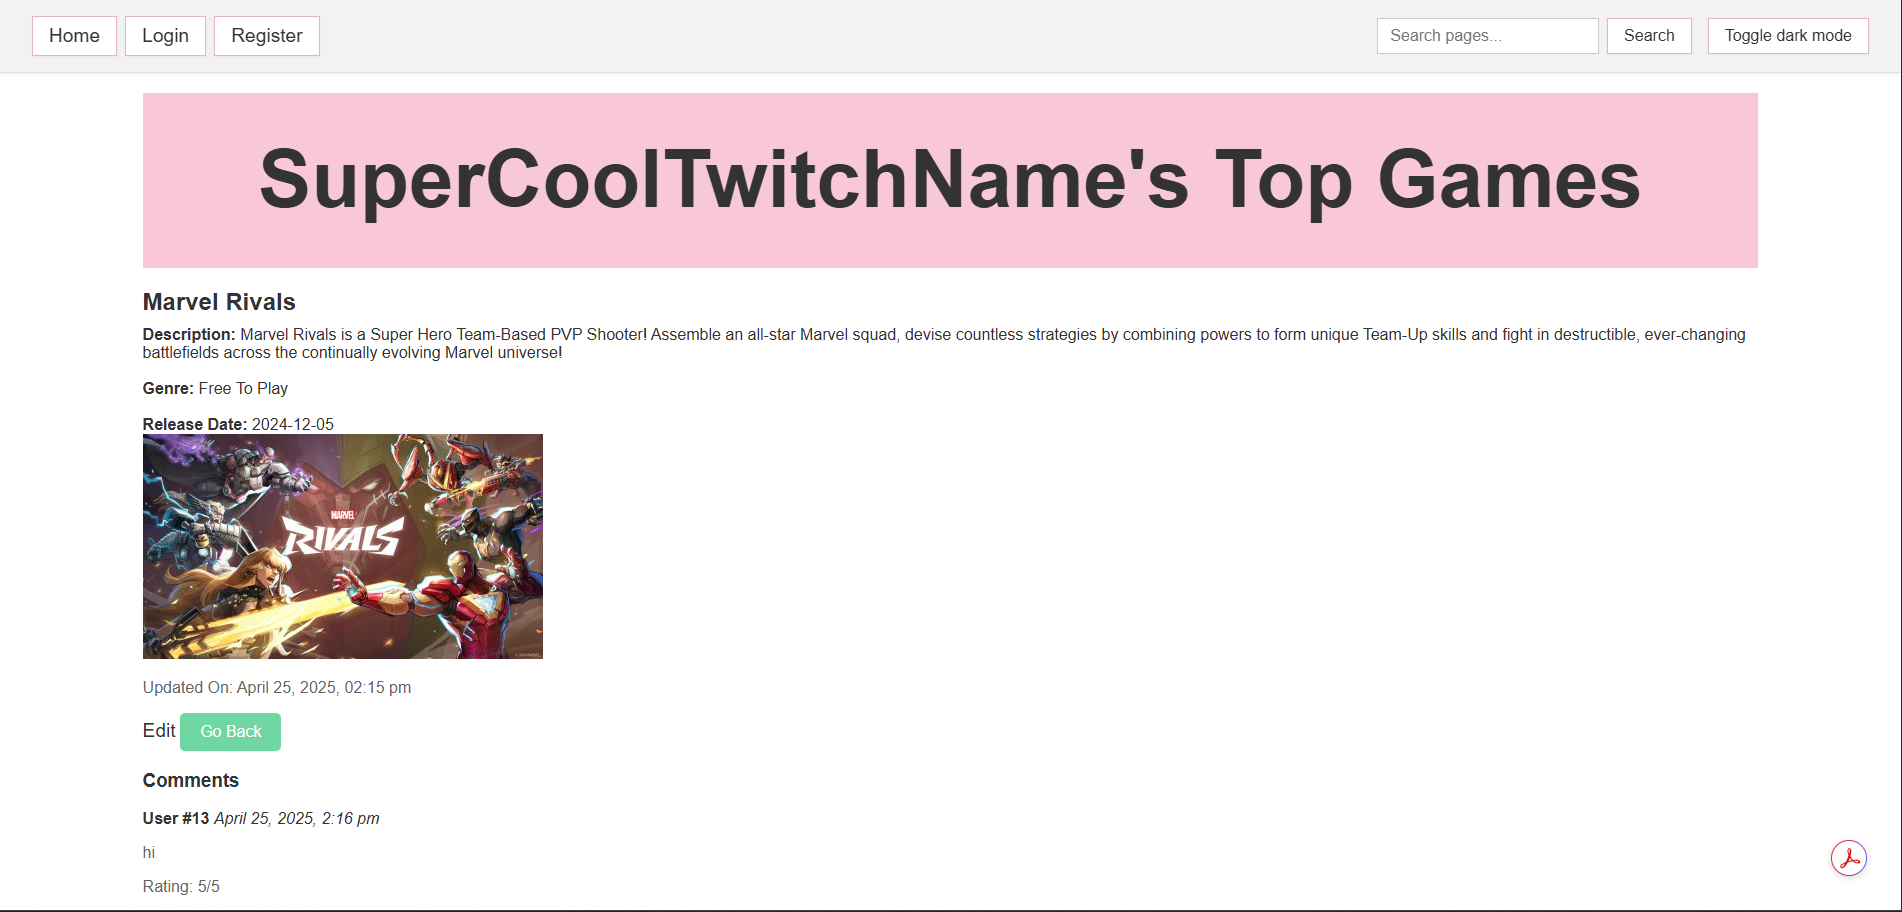 Home Login Register Search pages... Search Toggle dark mode
SuperCoolTwitchName's Top Games
Marvel Rivals
Description: Marvel Rivals is a Super Hero Team-Based PVP Shooter! Assemble an all-star Marvel squad, devise countless strategies by combining powers to form unique Team-Up skills and fight in destructible, ever-changing
battlefields across the continually evolving Marvel universe!
Genre: Free To Play
Release Date: 2024-12-05
MARVEL
RIVALS
© 2024 MARVEL
Updated On: April 25, 2025, 02:15 pm
Edit Go Back
Comments
User #13 April 25, 2025, 2:16 pm
hi
Rating: 5/5